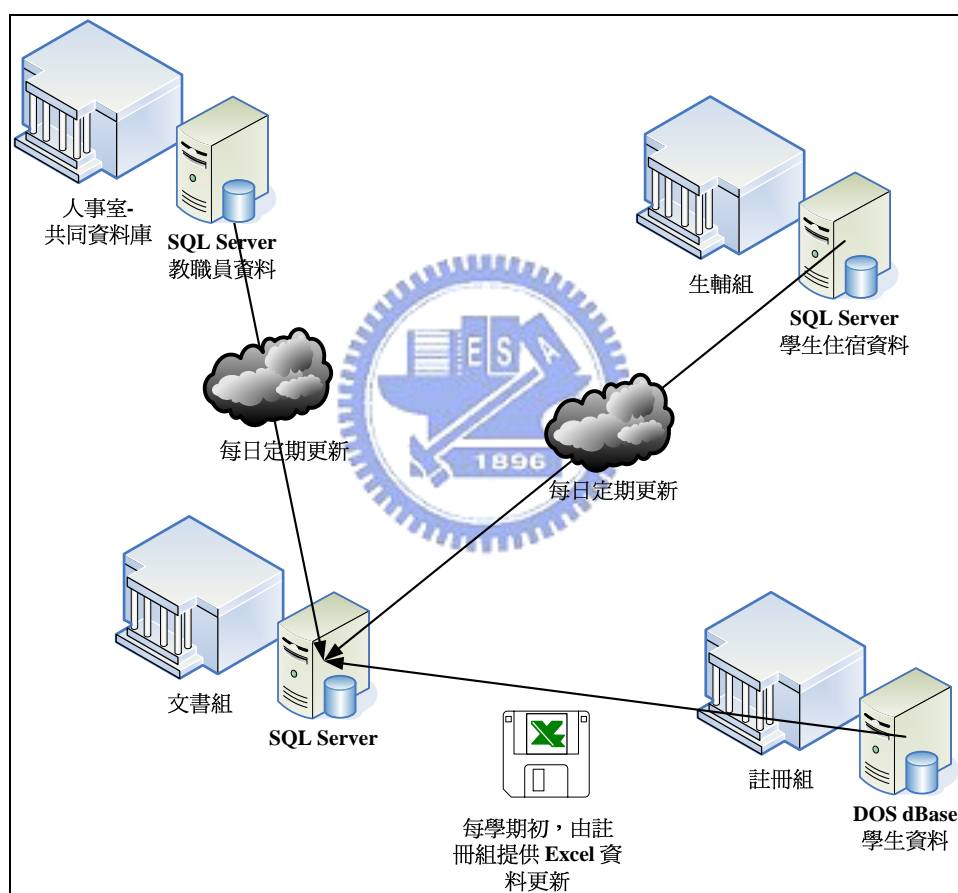 人事室-
共同資料庫
SQL Server
教職員資料
生輔組
SQL Server
學生住宿資料
ESA
1896
每日定期更新
每日定期更新
文書組
SQL Server
註冊組
DOS dBase
學生資料
每學期初，由註
冊組提供 Excel 資
料更新